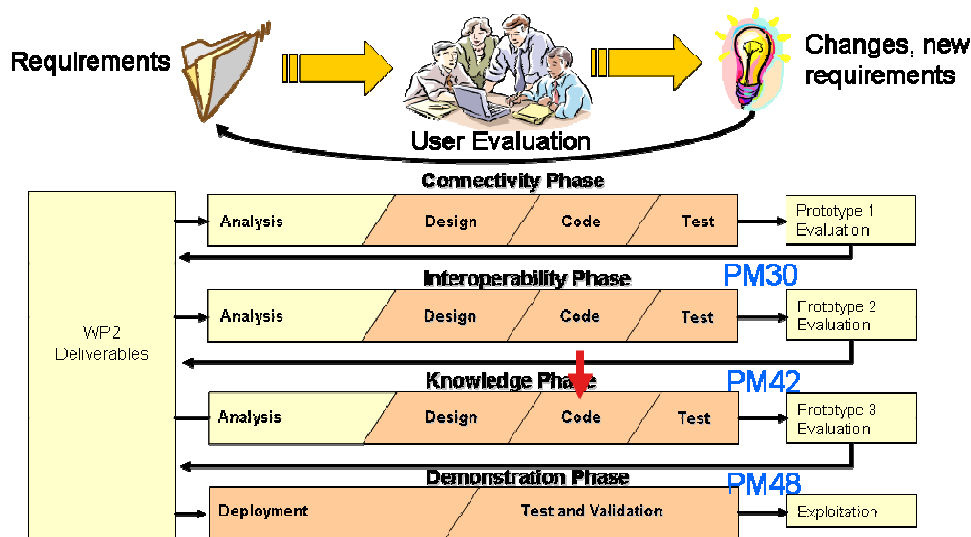 Requirements
Changes, new
requirements
User Evaluation
Connectivity Phase
Analysis
Design
Code
Test
Prototype 1
Evaluation
WP2
Deliverables
Interoperability Phase
PM30
Analysis
Design
Code
Test
Prototype 2
Evaluation
Knowledge Phase
PM42
Analysis
Design
Code
Test
Prototype 3
Evaluation
Demonstration Phase
PM48
Deployment
Test and Validation
Exploitation